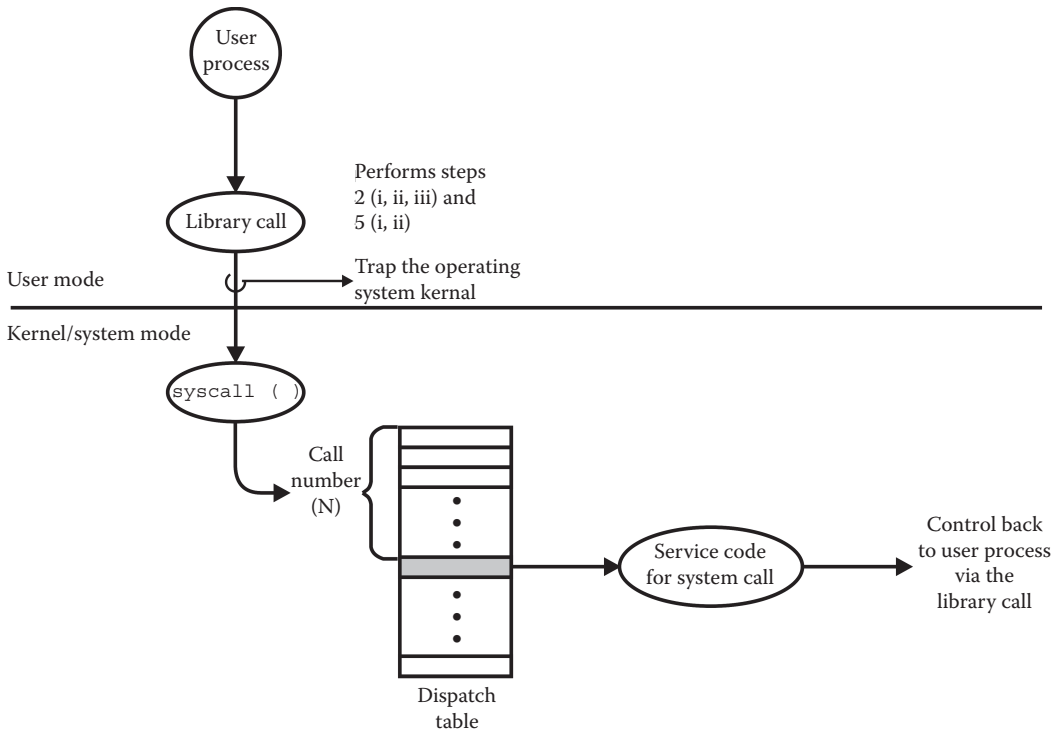 User
process
Performs steps
2 (i, ii, iii) and
5 (i, ii)
Library call
User mode
Trap the operating
system kernal
Kernel/system mode
syscall ( )
Call
number
(N)
Service code
for system call
Control back
to user process
via the
library call
Dispatch
table